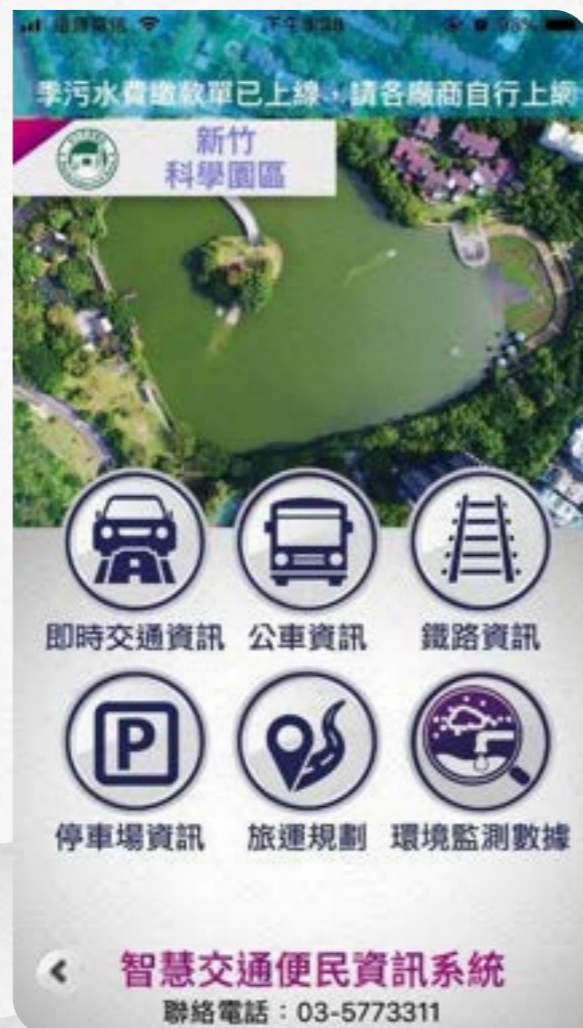 季污水費繳款單已上線，請各廠商自行上網
新竹
科學園區
即時交通資訊 公車資訊 鐵路資訊
P
停車場資訊 旅運規劃 環境監測數據
智慧交通便民資訊系統
聯絡電話：03-5773311